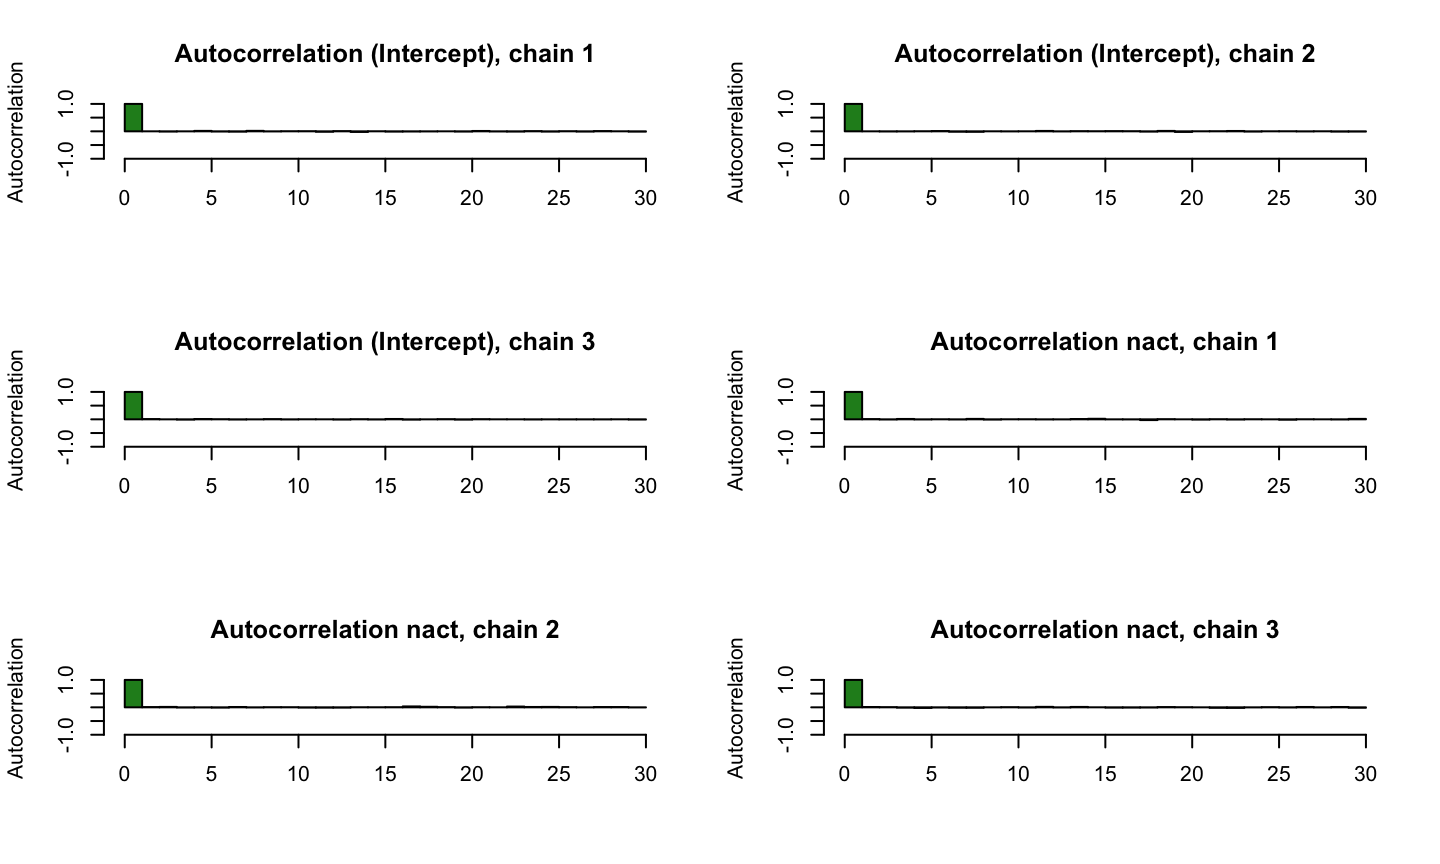 Autocorrelation (Intercept), chain 1
Autocorrelation
1.0
-1.0
0 5 10 15 20 25 30
Autocorrelation (Intercept), chain 2
Autocorrelation
1.0
-1.0
0 5 10 15 20 25 30
Autocorrelation (Intercept), chain 3
Autocorrelation
1.0
-1.0
0 5 10 15 20 25 30
Autocorrelation nact, chain 1
Autocorrelation
1.0
-1.0
0 5 10 15 20 25 30
Autocorrelation nact, chain 2
Autocorrelation
1.0
-1.0
0 5 10 15 20 25 30
Autocorrelation nact, chain 3
Autocorrelation
1.0
-1.0
0 5 10 15 20 25 30